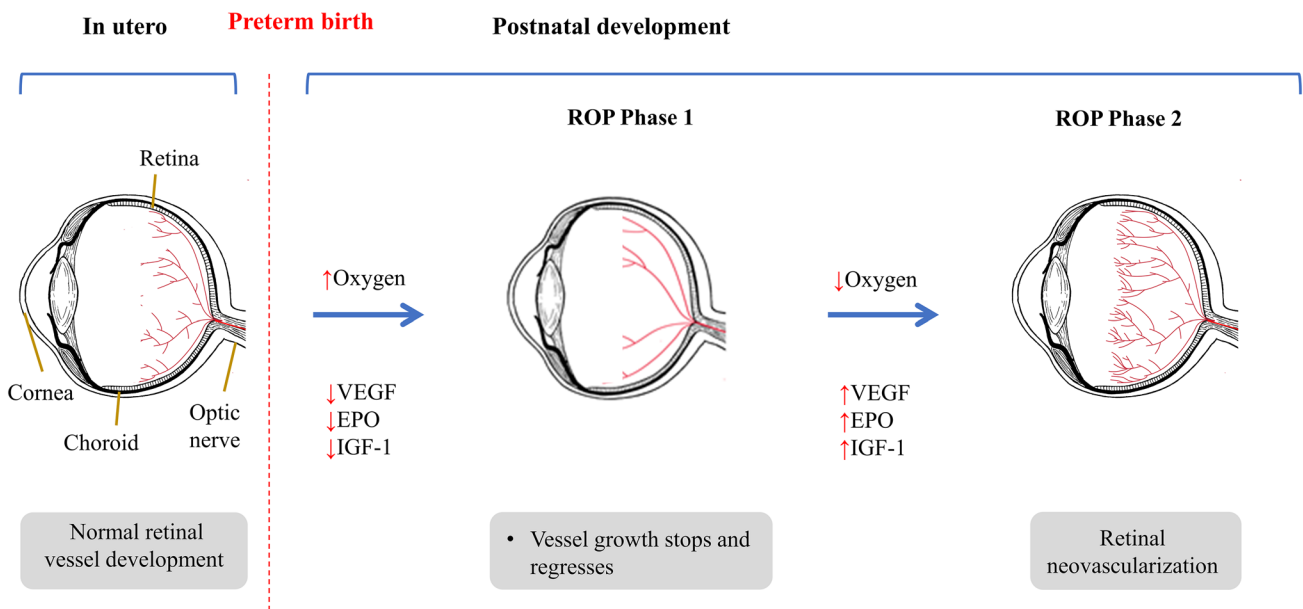 In utero
Preterm birth
Postnatal development
ROP Phase 1
ROP Phase 2
Retina
↑Oxygen
↓Oxygen
Cornea
Choroid
Optic
nerve
↓VEGF
↓EPO
↓IGF-1
↑VEGF
↑EPO
↑IGF-1
Normal retinal
vessel development
• Vessel growth stops and
regresses
Retinal
neovascularization